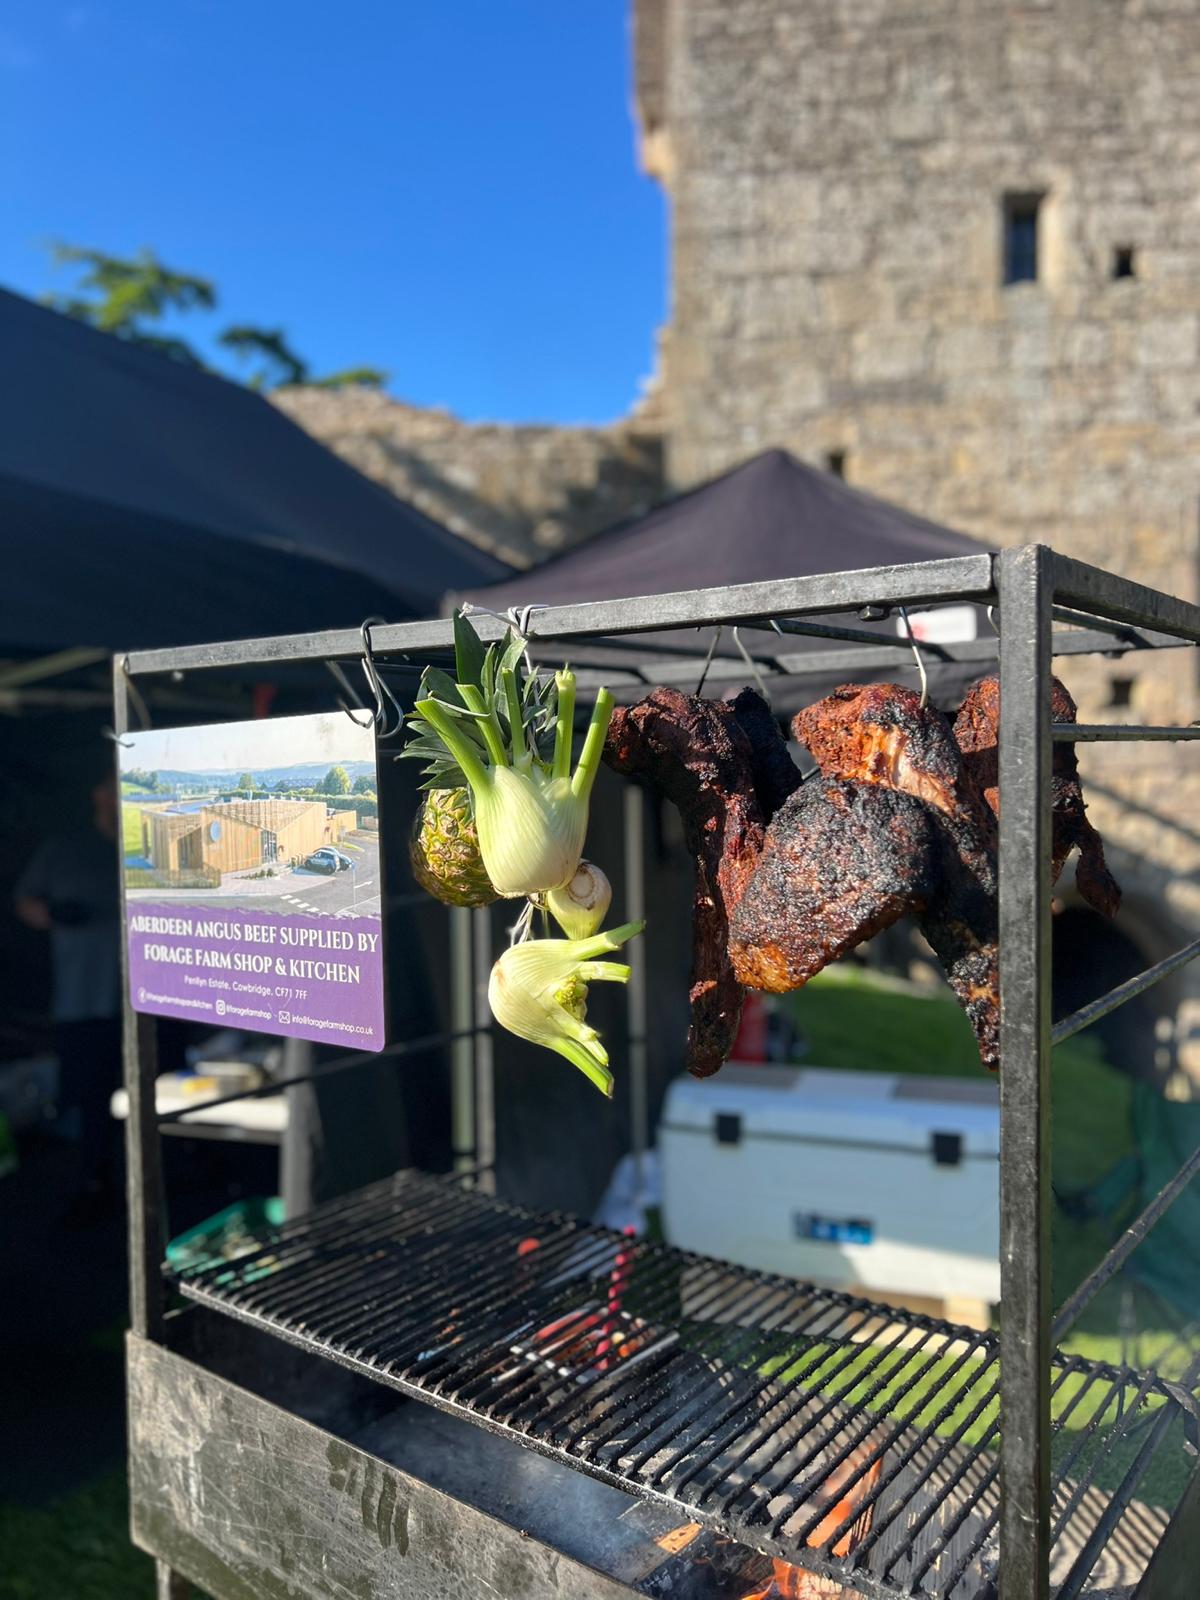 ABERDEEN ANGUS BEEF SUPPLIED BY
FORAGE FARM SHOP & KITCHEN
Penllyn Estate, Cowbridge, CF71 7FF
@foragefarmshopandkitchen @foragefarmshop info@foragefarmshop.co.uk